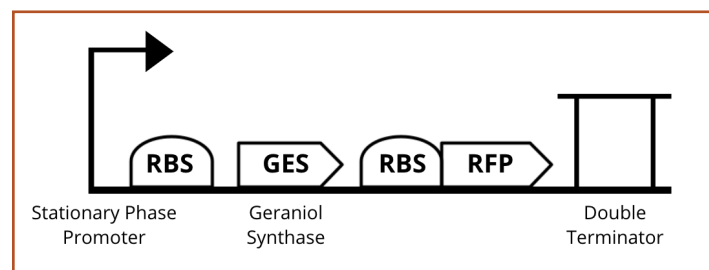 RBS GES RBS RFP
Stationary Phase Geraniol Double
Promoter Synthase Terminator